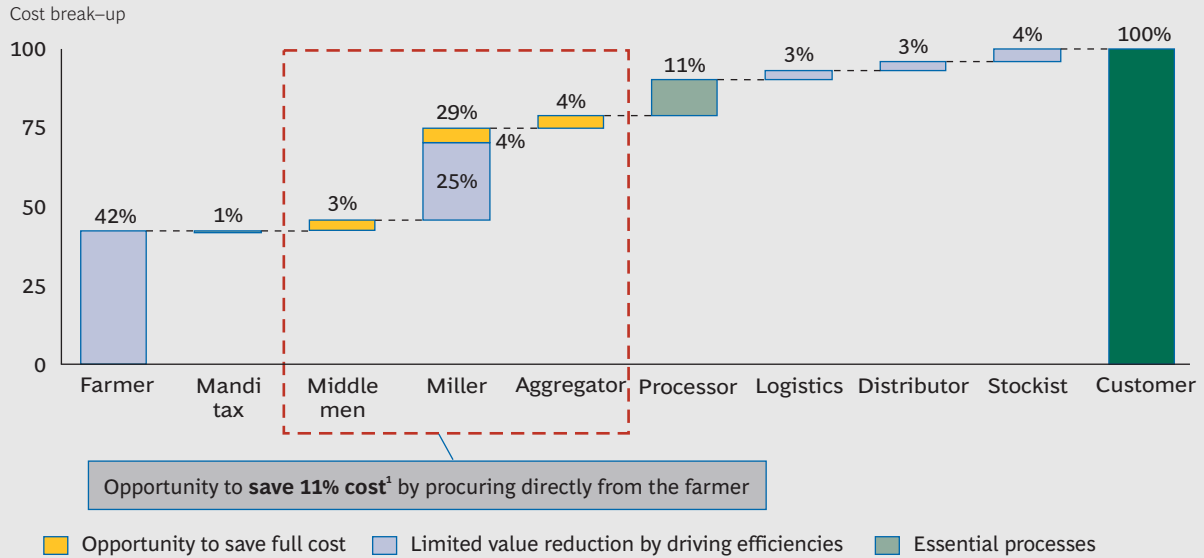 Cost break–up
100
75
50
25
0
42%
1%
3%
29%
4%
25%
4%
11%
3%
3%
4%
100%
Farmer
Mandi
tax
Middle
men
Miller
Aggregator
Processor
Logistics
Distributor
Stockist
Customer
Opportunity to save 11% cost¹ by procuring directly from the farmer
Opportunity to save full cost
Limited value reduction by driving efficiencies
Essential processes